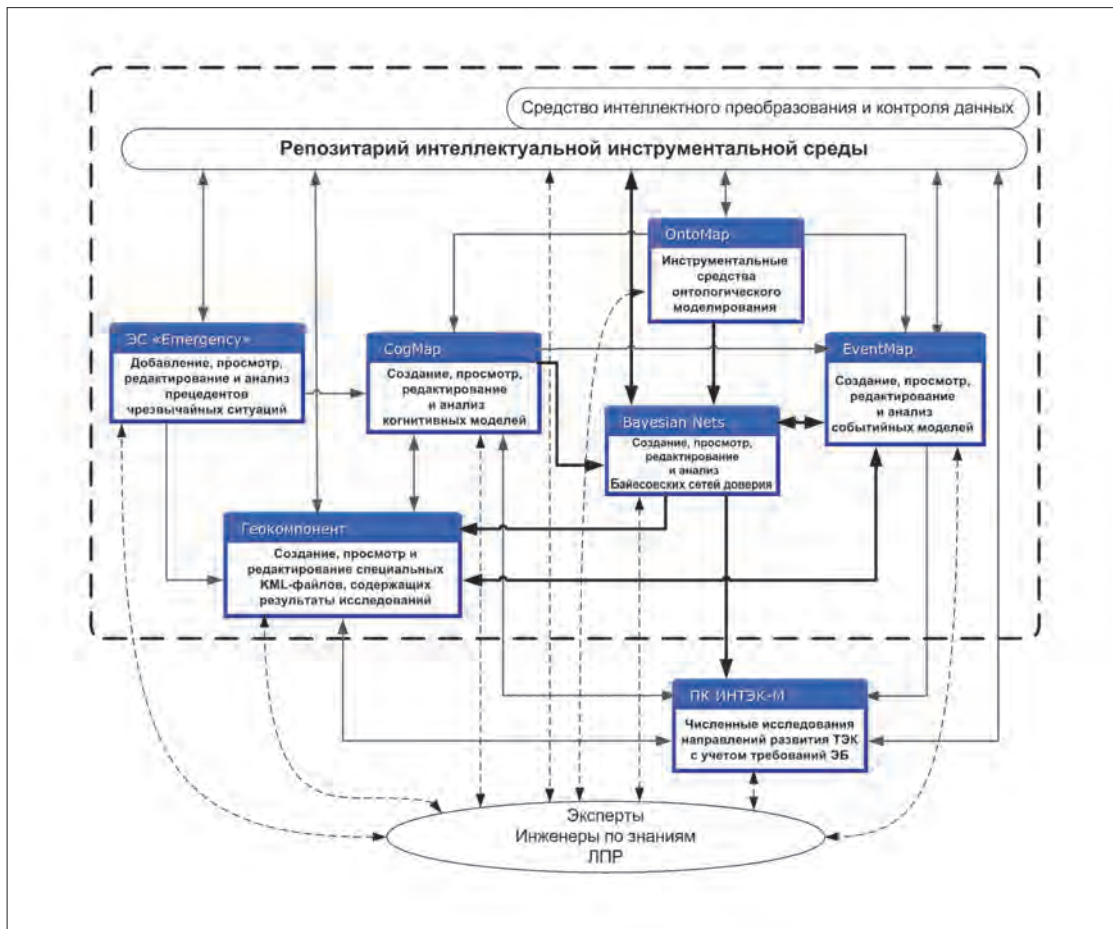 Средство интеллектного преобразования и контроля данных
Репозитарий интеллектуальной инструментальной среды
OntoMap
Инструментальные
средства
онтологического
моделирования
ЭС «Emergency»
Добавление, просмотр,
редактирование и анализ
прецедентов
чрезвычайных ситуаций
CogMap
Создание, просмотр,
редактирование
и анализ
когнитивных моделей
EventMap
Создание, просмотр,
редактирование
и анализ
событийных моделей
Bayesian Nets
Создание, просмотр,
редактирование
и анализ
Байесовских сетей доверия
Геокомпонент
Создание, просмотр и
редактирование специальных
KML-файлов, содержащих
результаты исследований
ПК ИНТЭК-М
Численные исследования
направлений развития ТЭК
с учетом требований ЭБ
Эксперты
Инженеры по знаниям
ЛПР